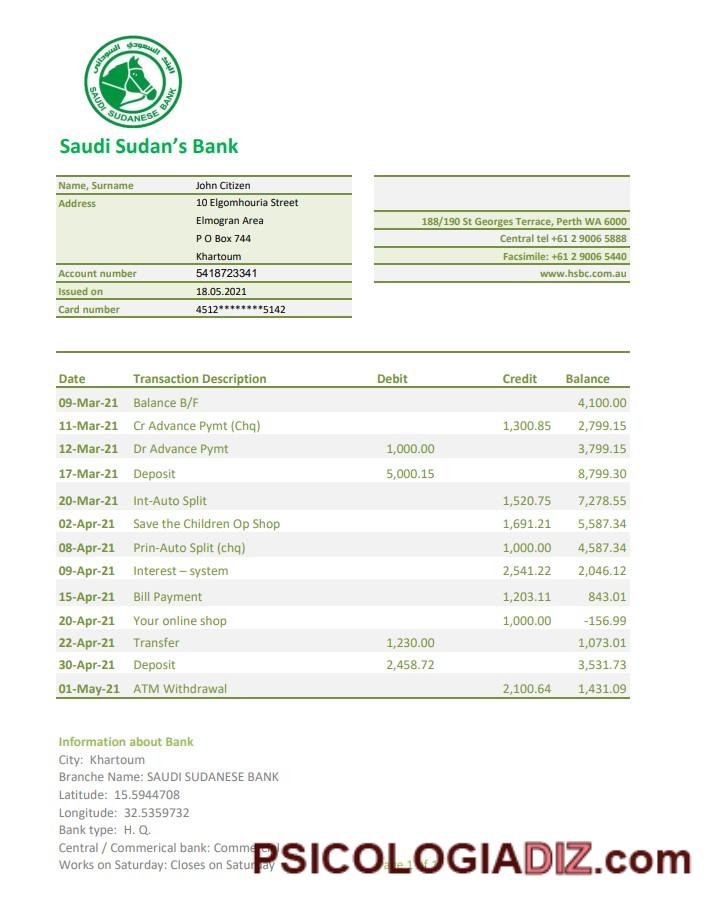 البنك السعودي السوداني
SAUDI SUDANESE BANK
Saudi Sudan's Bank
Name, Surname John Citizen
Address 10 Elgomhouria Street
Elmogran Area
P O Box 744
Khartoum
Account number 5418723341
Issued on 18.05.2021
Card number 4512********5142
188/190 St Georges Terrace, Perth WA 6000
Central tel +61 2 9006 5888
Facsimile: +61 2 9006 5440
www.hsbc.com.au
Date Transaction Description Debit Credit Balance
09-Mar-21 Balance B/F 4,100.00
11-Mar-21 Cr Advance Pymt (Chq) 1,300.85 2,799.15
12-Mar-21 Dr Advance Pymt 1,000.00 3,799.15
17-Mar-21 Deposit 5,000.15 8,799.30
20-Mar-21 Int-Auto Split 1,520.75 7,278.55
02-Apr-21 Save the Children Op Shop 1,691.21 5,587.34
08-Apr-21 Prin-Auto Split (chq) 1,000.00 4,587.34
09-Apr-21 Interest – system 2,541.22 2,046.12
15-Apr-21 Bill Payment 1,203.11 843.01
20-Apr-21 Your online shop 1,000.00 -156.99
22-Apr-21 Transfer 1,230.00 1,073.01
30-Apr-21 Deposit 2,458.72 3,531.73
01-May-21 ATM Withdrawal 2,100.64 1,431.09
Information about Bank
City: Khartoum
Branche Name: SAUDI SUDANESE BANK
Latitude: 15.5944708
Longitude: 32.5359732
Bank type: H. Q.
Central / Commerical bank: Commercial
Works on Saturday: Closes on Saturday
Page 1 of 1
PSICOLOGIADIZ.com